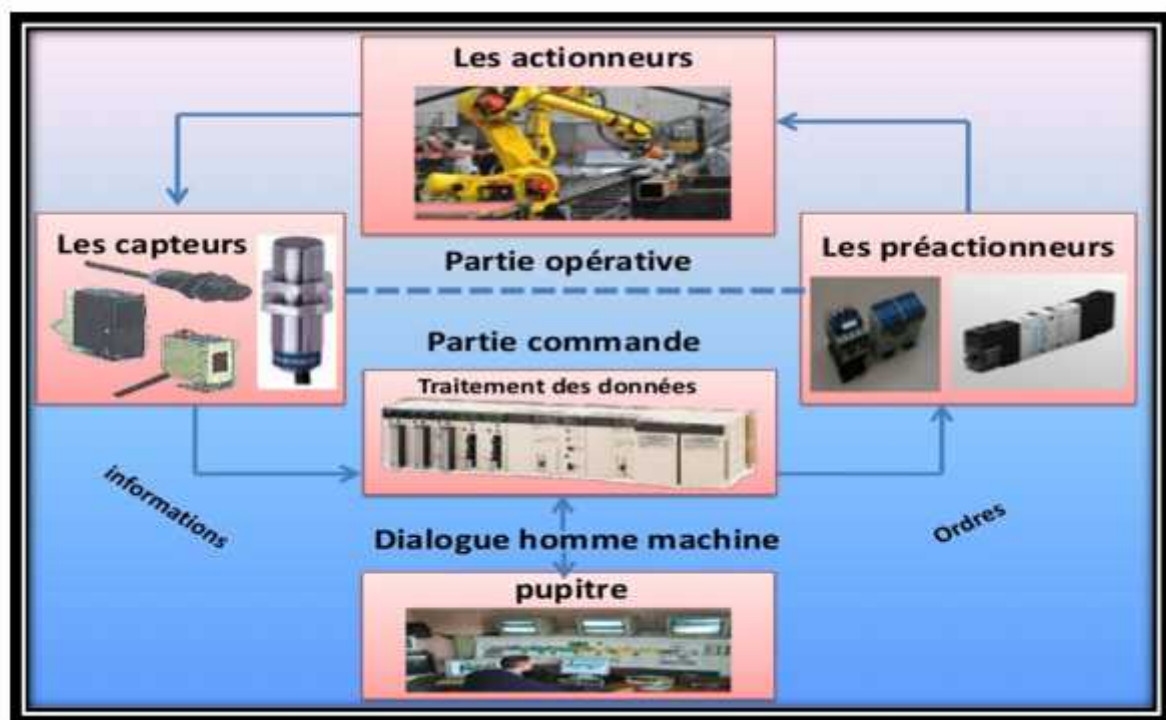 Les actionneurs
Les capteurs
Les préactionneurs
Partie opérative
Partie commande
Traitement des données
informations
Ordres
Dialogue homme machine
pupitre